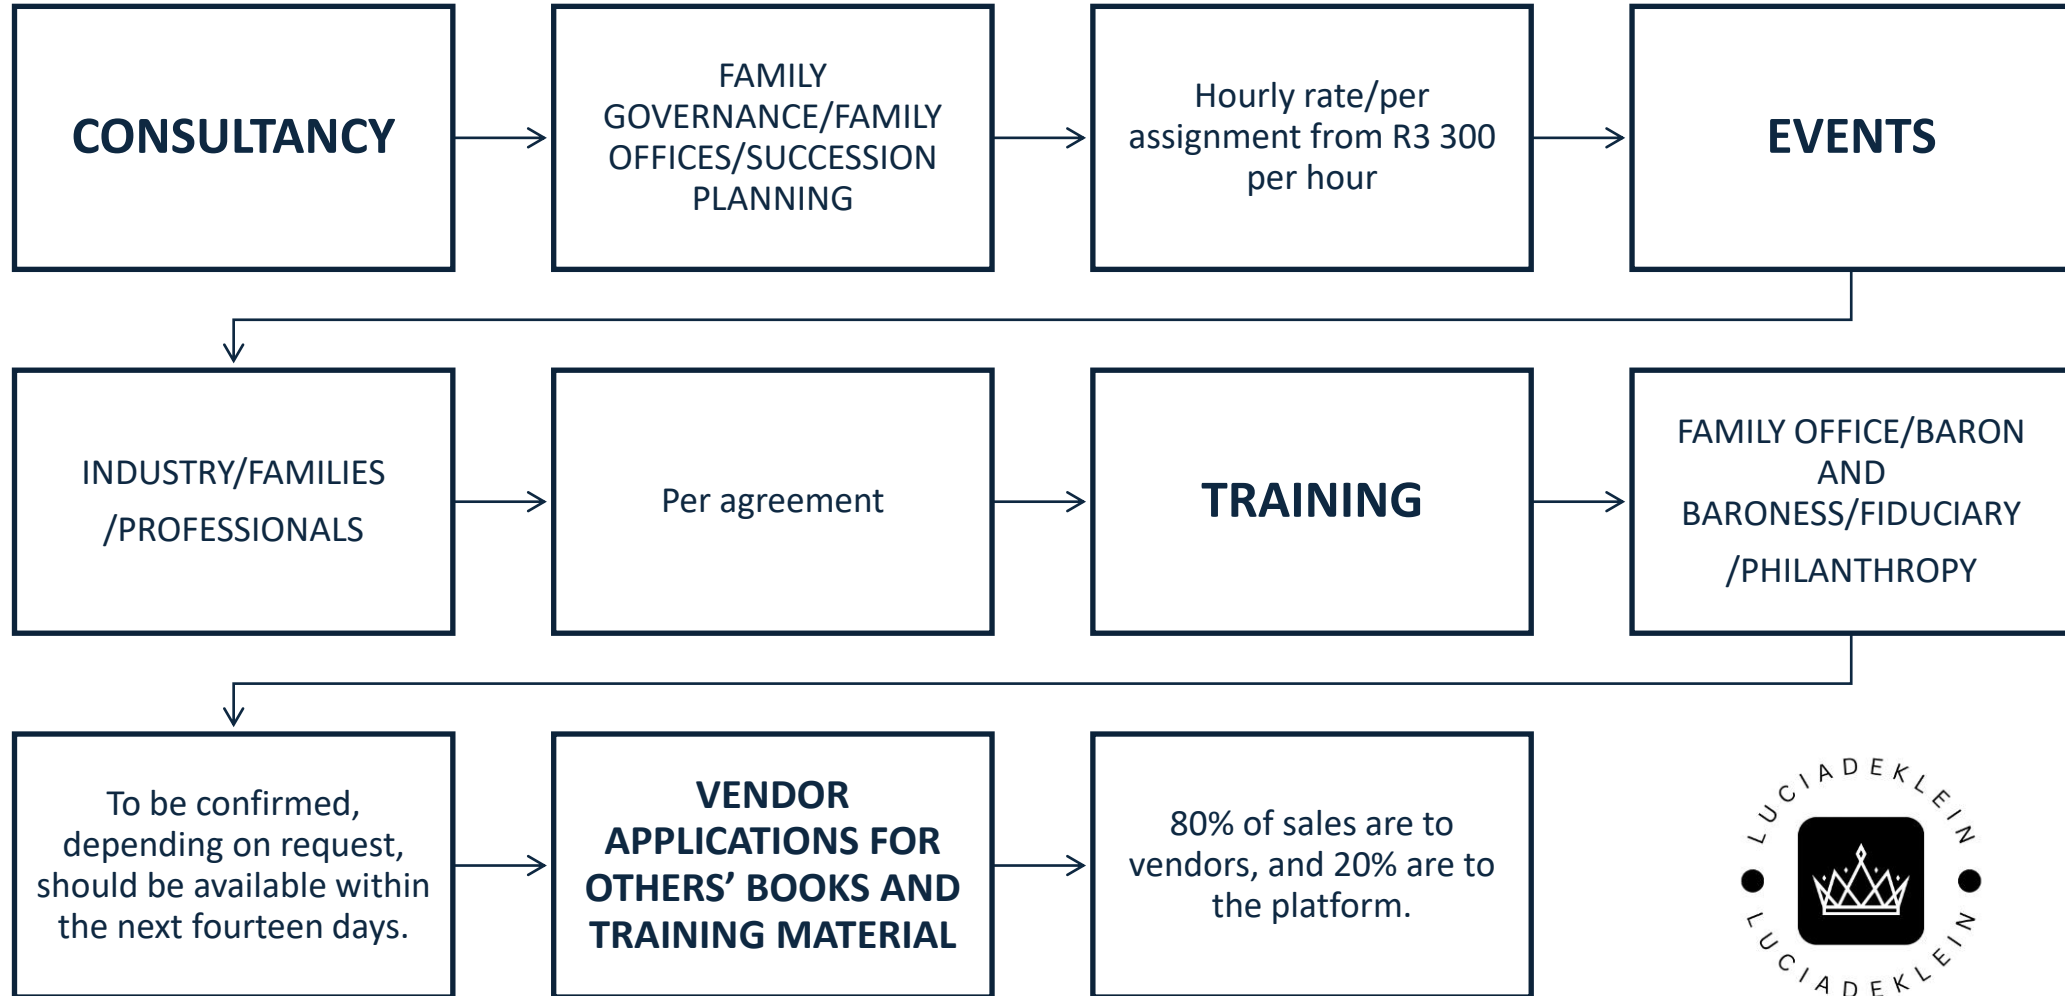 CONSULTANCY
FAMILY
GOVERNANCE/FAMILY
OFFICES/SUCCESSION
PLANNING
Hourly rate/per
assignment from R3 300
per hour
EVENTS
INDUSTRY/FAMILIES
/PROFESSIONALS
Per agreement
TRAINING
FAMILY OFFICE/BARON
AND
BARONESS/FIDUCIARY
/PHILANTHROPY
To be confirmed,
depending on request,
should be available within
the next fourteen days.
VENDOR
APPLICATIONS FOR
OTHERS’ BOOKS AND
TRAINING MATERIAL
80% of sales are to
vendors, and 20% are to
the platform.
LUCIADEKLEIN
LUCIADEKLEIN